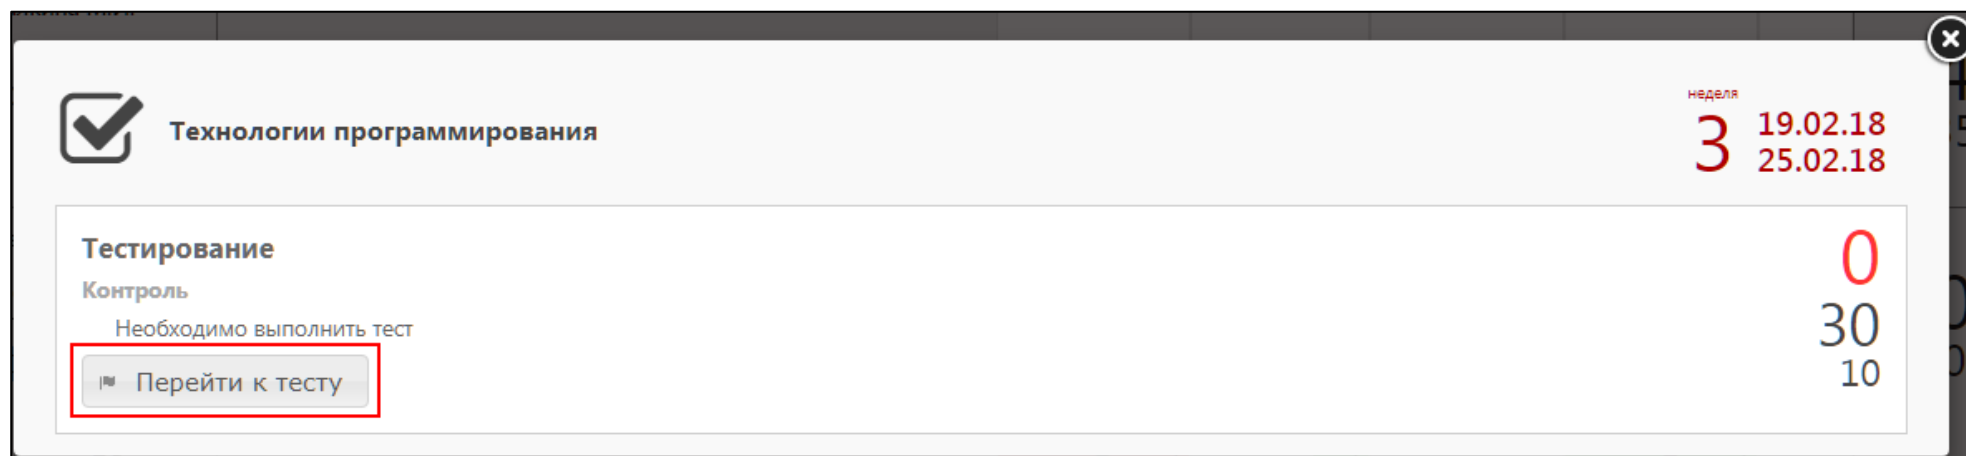 Технологии программирования
неделя
3
19.02.18
25.02.18
Тестирование
Контроль
Необходимо выполнить тест
Перейти к тесту
0
30
10